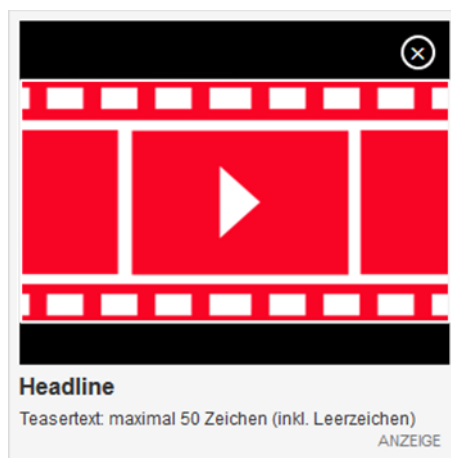 Headline
Teasertext: maximal 50 Zeichen (inkl. Leerzeichen)
ANZEIGE